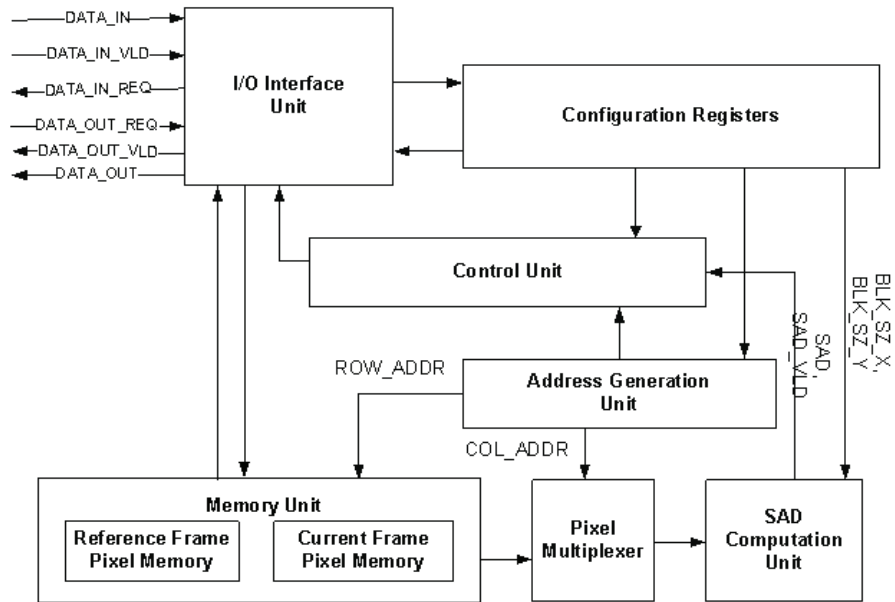 DATA_IN
DATA_IN_VLD
DATA_IN_REQ
DATA_OUT_REQ
DATA_OUT_VLD
DATA_OUT
I/O Interface
Unit
Configuration Registers
Control Unit
BLK_SZ_X,
BLK_SZ_Y
SAD,
SAD_VLD
ROW_ADDR
Address Generation
Unit
COL_ADDR
Memory Unit
Reference Frame
Pixel Memory
Current Frame
Pixel Memory
Pixel
Multiplexer
SAD
Computation
Unit